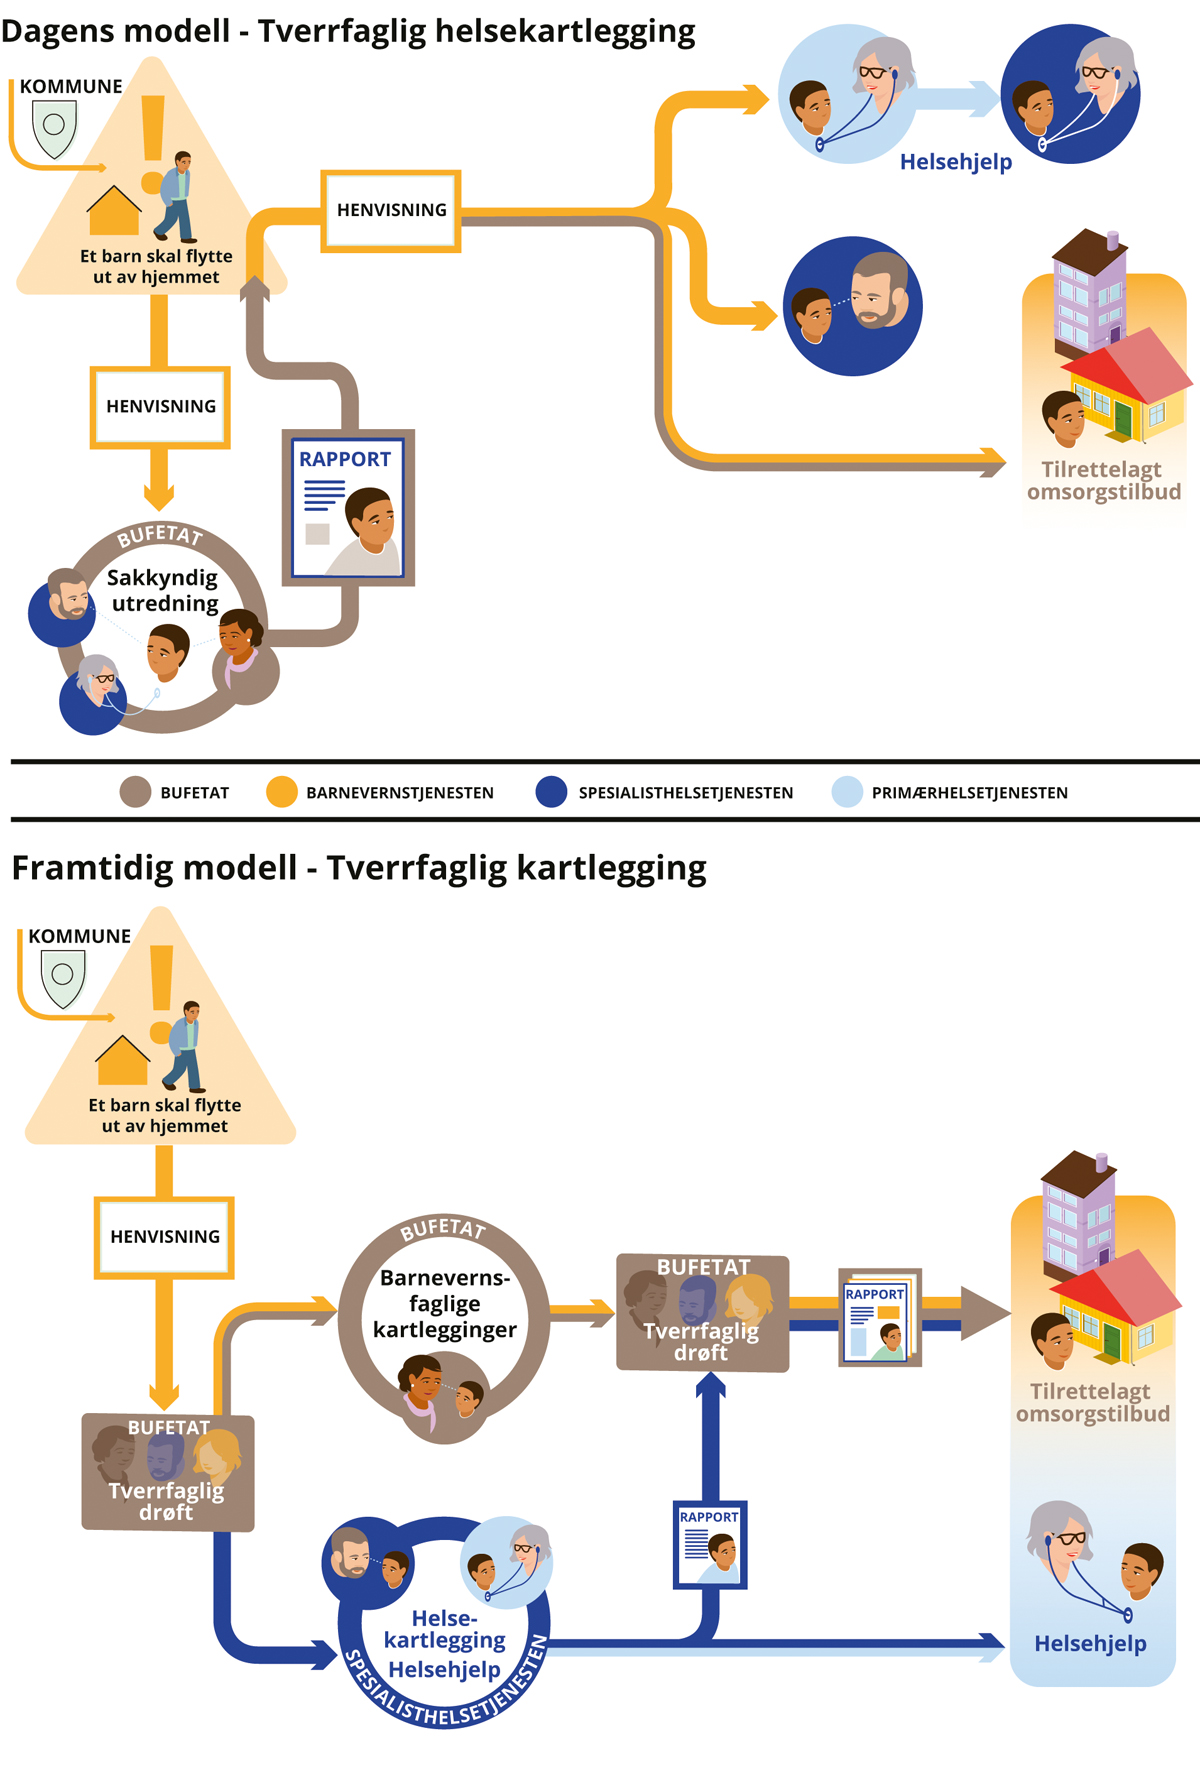 Dagens modell - Tverrfaglig helsekartlegging
KOMMUNE
Et barn skal flytte
ut av hjemmet
HENVISNING
HENVISNING
Helsehjelp
RAPPORT
BUFETAT
Sakkyndig
utredning
Tilrettelagt
omsorgstilbud
BUFETAT
BARNEVERNSTJENESTEN
SPESIALISTHELSETJENESTEN
PRIMÆRHELSETJENESTEN
Framtidig modell - Tverrfaglig kartlegging
KOMMUNE
Et barn skal flytte
ut av hjemmet
HENVISNING
BUFETAT
Tverrfaglig
drøft
BUFETAT
Barneverns-
faglige
kartlegginger
BUFETAT
Tverrfaglig
drøft
RAPPORT
Tilrettelagt
omsorgstilbud
RAPPORT
Helse-
kartlegging
Helsehjelp
SPESIALISTHELSETJENESTEN
Helsehjelp